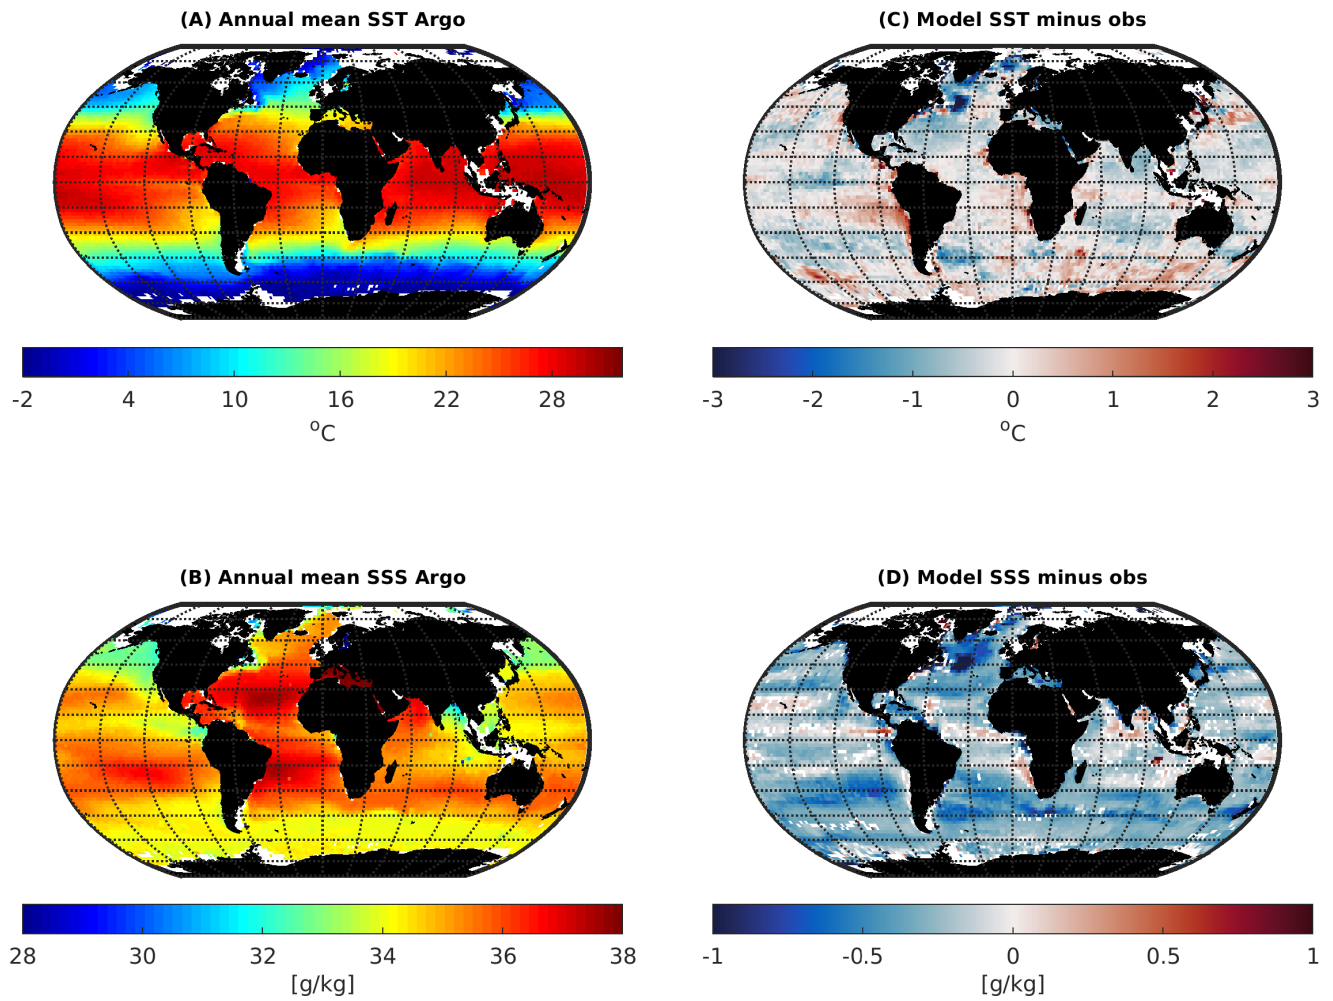 (A) Annual mean SST Argo
-2 4 10 16 22 28
oC
(C) Model SST minus obs
-3 -2 -1 0 1 2 3
oC
(B) Annual mean SSS Argo
28 30 32 34 36 38
[g/kg]
(D) Model SSS minus obs
-1 -0.5 0 0.5 1
[g/kg]